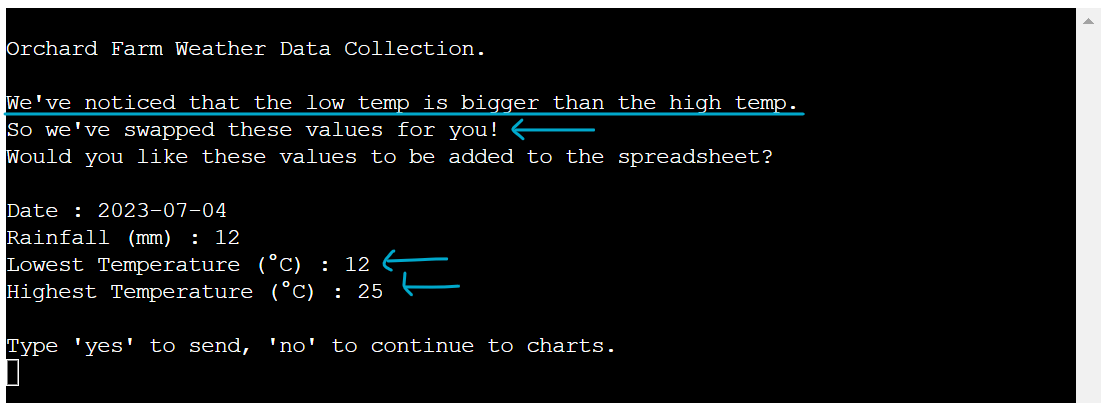 Orchard Farm Weather Data Collection.
We've noticed that the low temp is bigger than the high temp.
So we've swapped these values for you!
Would you like these values to be added to the spreadsheet?
Date : 2023-07-04
Rainfall (mm) : 12
Lowest Temperature (°C) : 12
Highest Temperature (°C) : 25
Type 'yes' to send, 'no' to continue to charts.